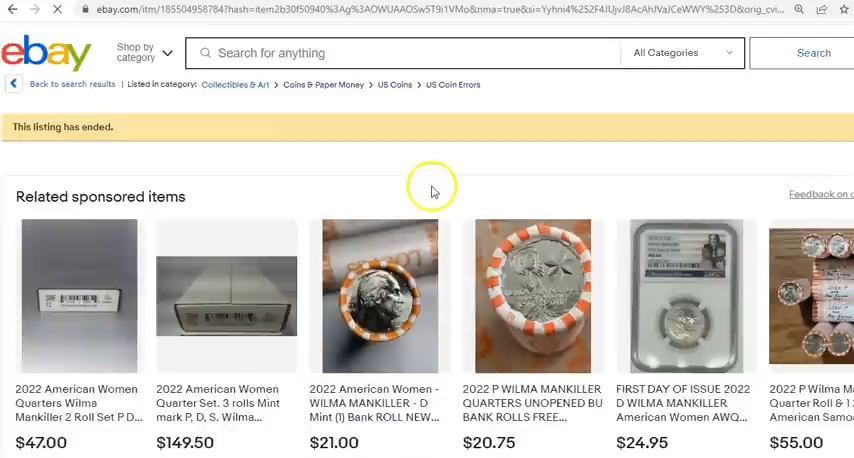 ebay.com/itm/185504958784?hash=item2b30f50940%3Ag%3AOWUAAOSw5T9i1VMo&nma=true&si=Yyhni4%252F4JUjvJ8AcAhJVaJCeWWY%253D&orig_cvi...
ebay
Shop by category
Search for anything
All Categories
Search
Back to search results | Listed in category: Collectibles & Art > Coins & Paper Money > US Coins > US Coin Errors
This listing has ended.
Related sponsored items
Feedback on
2022 American Women Quarters Wilma Mankiller 2 Roll Set P D...
$47.00
2022 American Women Quarter Set. 3 rolls Mint mark P, D, S. Wilma...
$149.50
2022 American Women - WILMA MANKILLER - D Mint (1) Bank ROLL NEW...
$21.00
2022 P WILMA MANKILLER QUARTERS UNOPENED BU BANK ROLLS FREE...
$20.75
FIRST DAY OF ISSUE 2022 D WILMA MANKILLER American Women AWQ...
$24.95
2022 P Wilma Ma
Quarter Roll & 1
American Samoa
$55.00